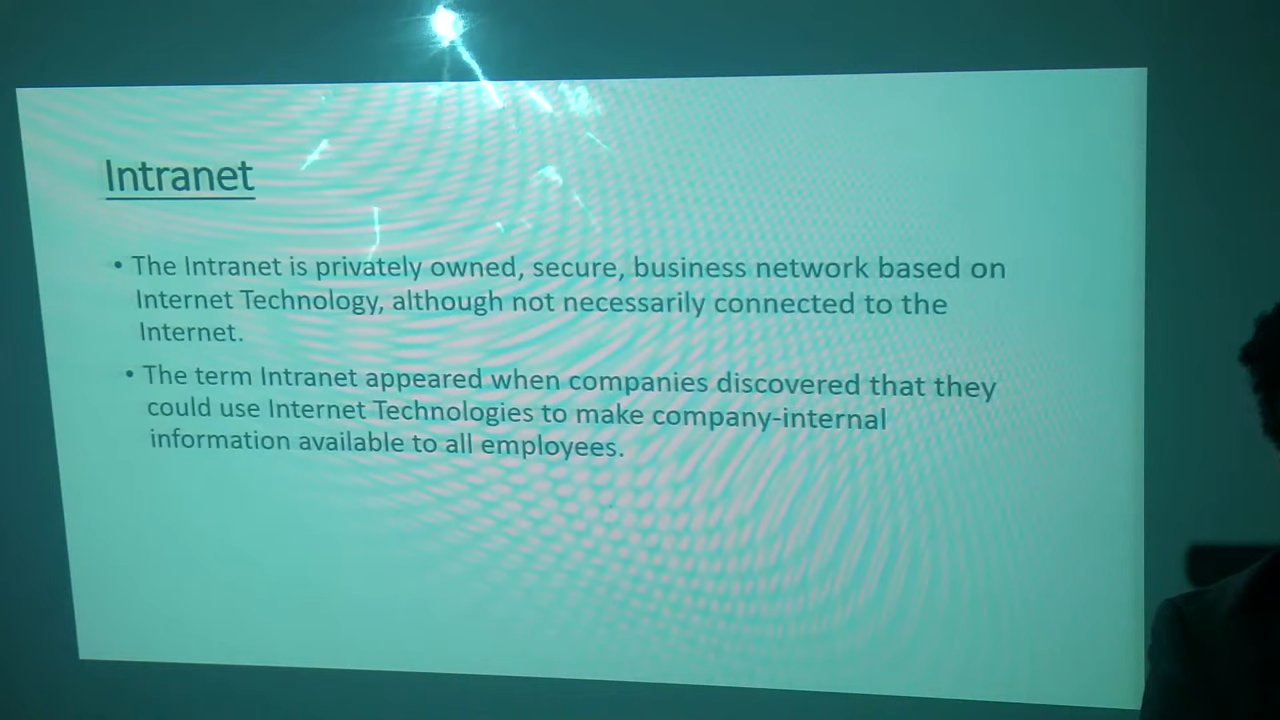 Intranet
• The Intranet is privately owned, secure, business network based on
Internet Technology, although not necessarily connected to the
Internet.
• The term Intranet appeared when companies discovered that they
could use Internet Technologies to make company-internal
information available to all employees.